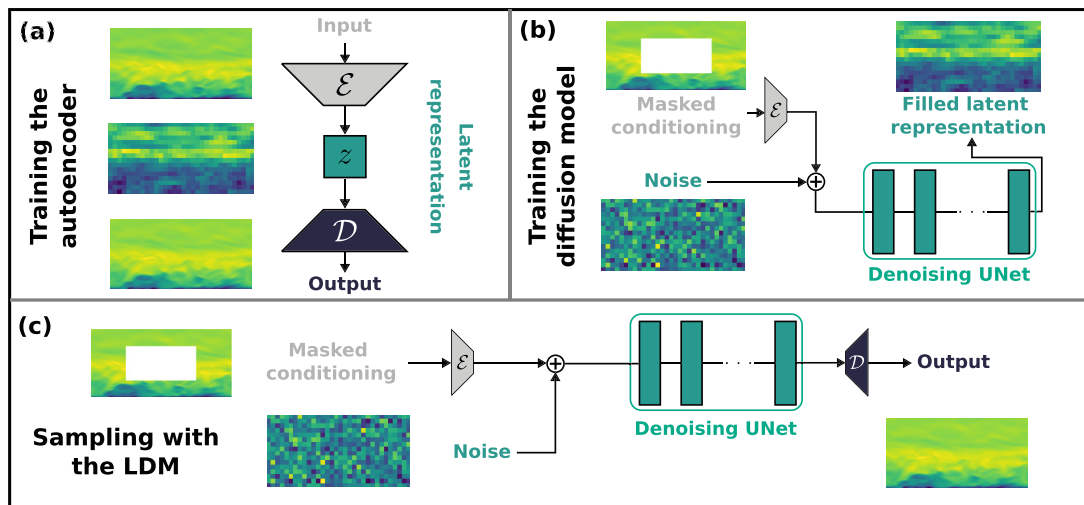 (a)
Training the
autoencoder
Input
ℰ
z
𝒟
Output
Latent
representation
(b)
Training the
diffusion model
Masked
conditioning
ℰ
Noise
+
Filled latent
representation
· · ·
Denoising UNet
(c)
Sampling with
the LDM
Masked
conditioning
ℰ
+
Noise
· · ·
Denoising UNet
𝒟
Output